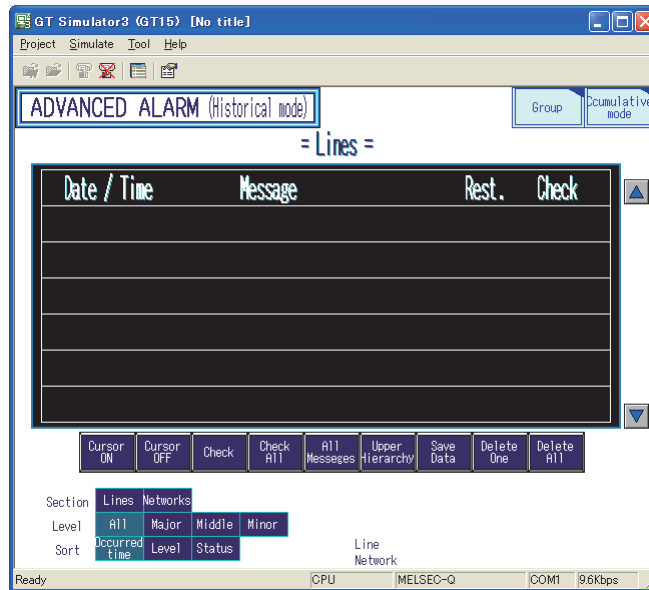 GT Simulator3 (GT15) [No title]
Project Simulate Tool Help
ADVANCED ALARM (Historical mode)
Group
Ccumulative mode
= Lines =
Date / Time Message Rest. Check
Cursor ON
Cursor OFF
Check
Check All
All Messeges
Upper Hierarchy
Save Data
Delete One
Delete All
Section Lines Networks
Level All Major Middle Minor
Sort Occurred time Level Status
Line
Network
Ready CPU MELSEC-Q COM1 9.6Kbps